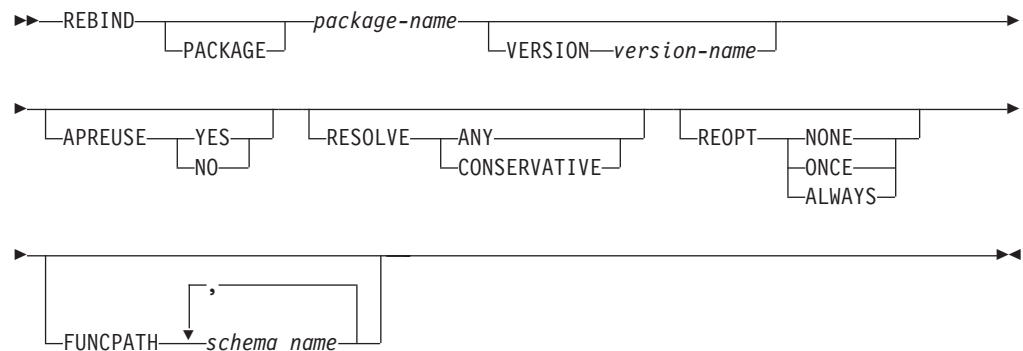 REBIND package-name
PACKAGE VERSION version-name
APREUSE YES RESOLVE ANY REOPT NONE
NO CONSERVATIVE ONCE
ALWAYS
,
FUNCPATH schema name